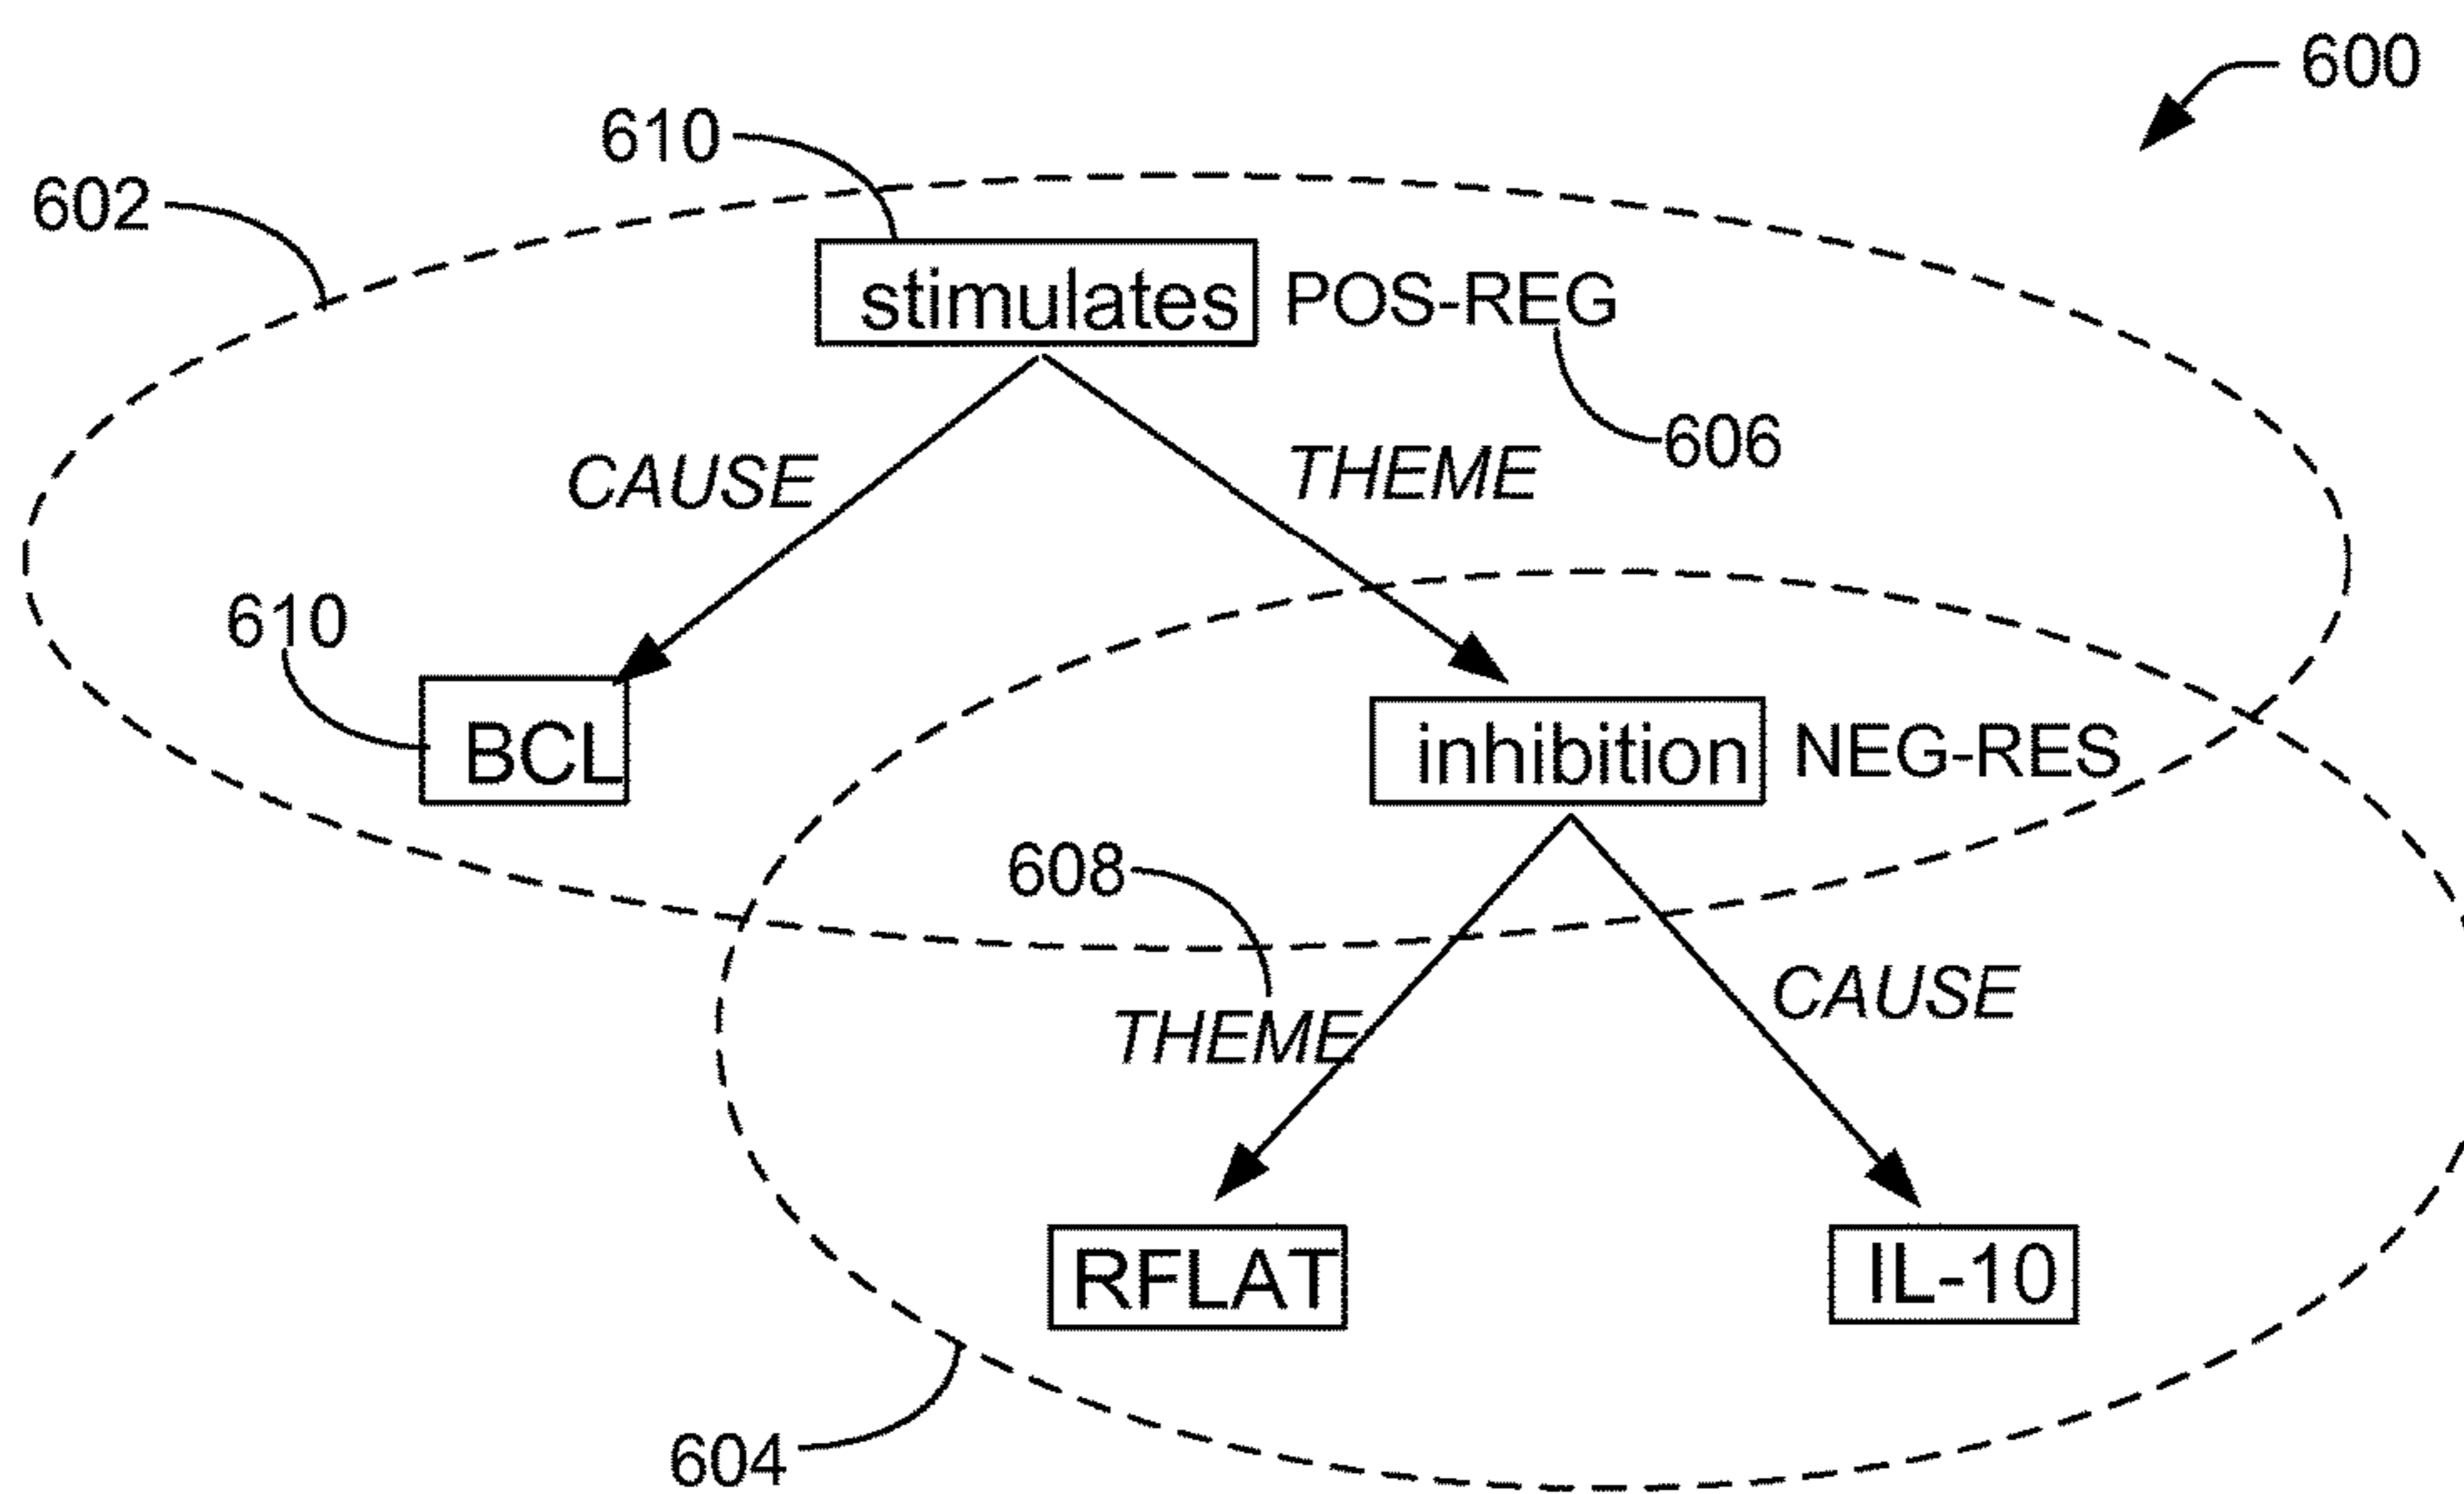 600
610
602
stimulates POS-REG
606
CAUSE THEME
610
BCL inhibition NEG-RES
608
THEME CAUSE
RFLAT IL-10
604